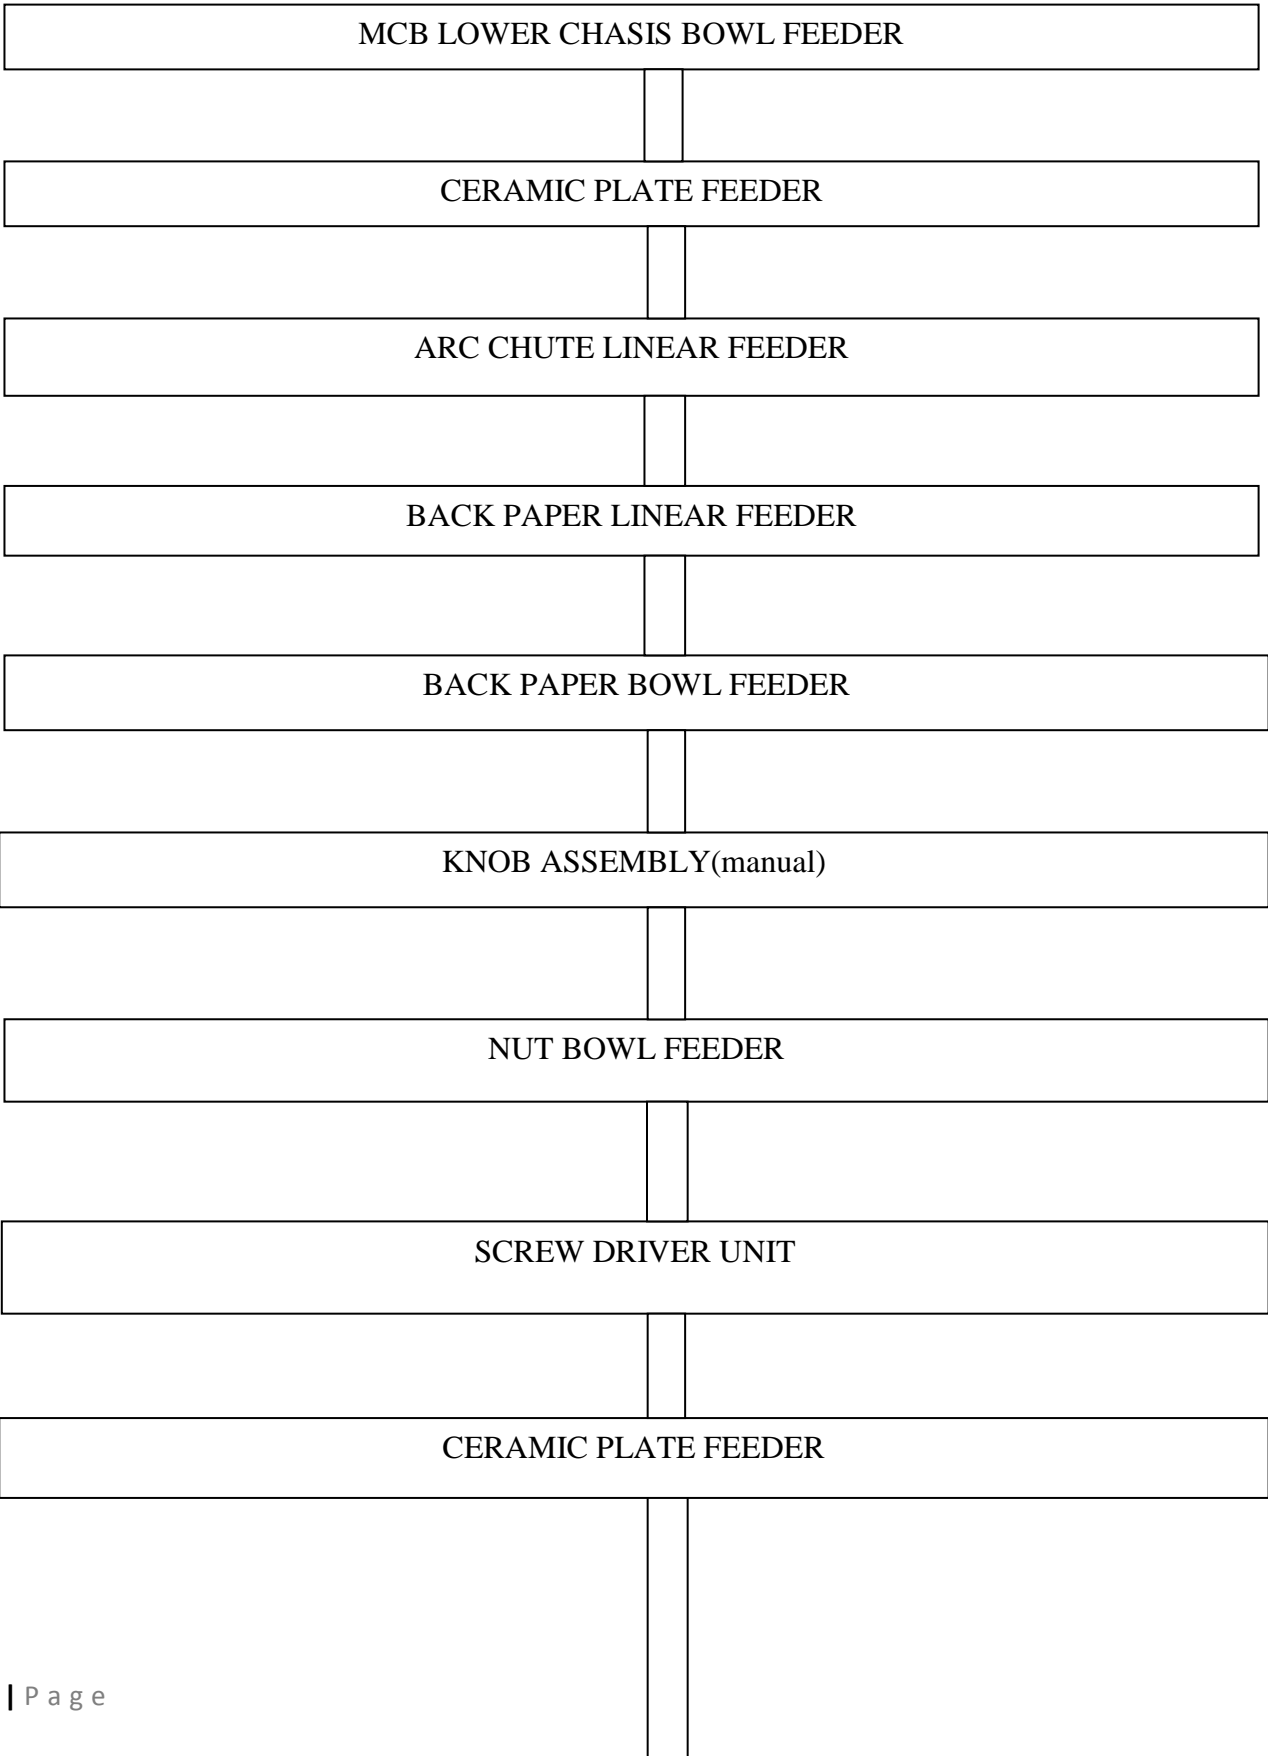 MCB LOWER CHASIS BOWL FEEDER
CERAMIC PLATE FEEDER
ARC CHUTE LINEAR FEEDER
BACK PAPER LINEAR FEEDER
BACK PAPER BOWL FEEDER
KNOB ASSEMBLY(manual)
NUT BOWL FEEDER
SCREW DRIVER UNIT
CERAMIC PLATE FEEDER
| Page